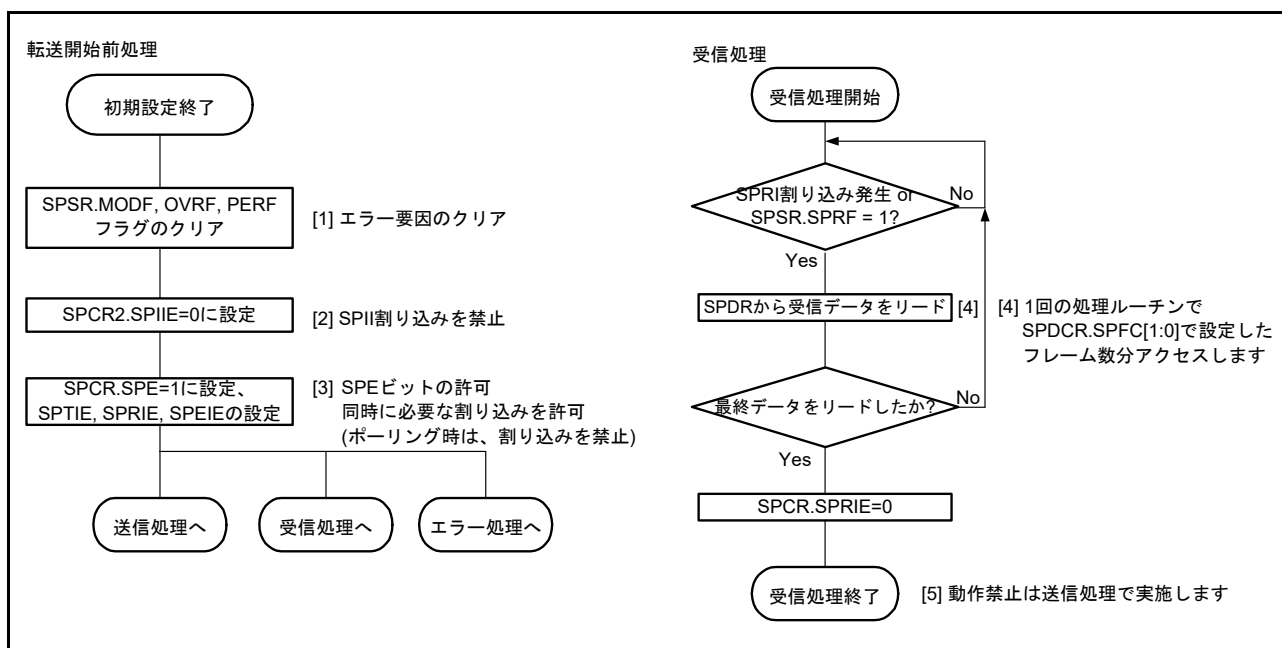 転送開始前処理
初期設定終了
SPSR.MODF, OVRF, PERF
フラグのクリア
[1] エラー要因のクリア
SPCR2.SPIIE=0に設定
[2] SPII割り込みを禁止
SPCR.SPE=1に設定、
SPTIE, SPRIE, SPEIEの設定
[3] SPEビットの許可
同時に必要な割り込みを許可
(ポーリング時は、割り込みを禁止)
送信処理へ
受信処理へ
エラー処理へ
受信処理
受信処理開始
SPRI割り込み発生 or
SPSR.SPRF = 1?
No
Yes
SPDRから受信データをリード
[4]
[4] 1回の処理ルーチンで
SPDCR.SPFC[1:0]で設定した
フレーム数分アクセスします
最終データをリードしたか?
No
Yes
SPCR.SPRIE=0
受信処理終了
[5] 動作禁止は送信処理で実施します